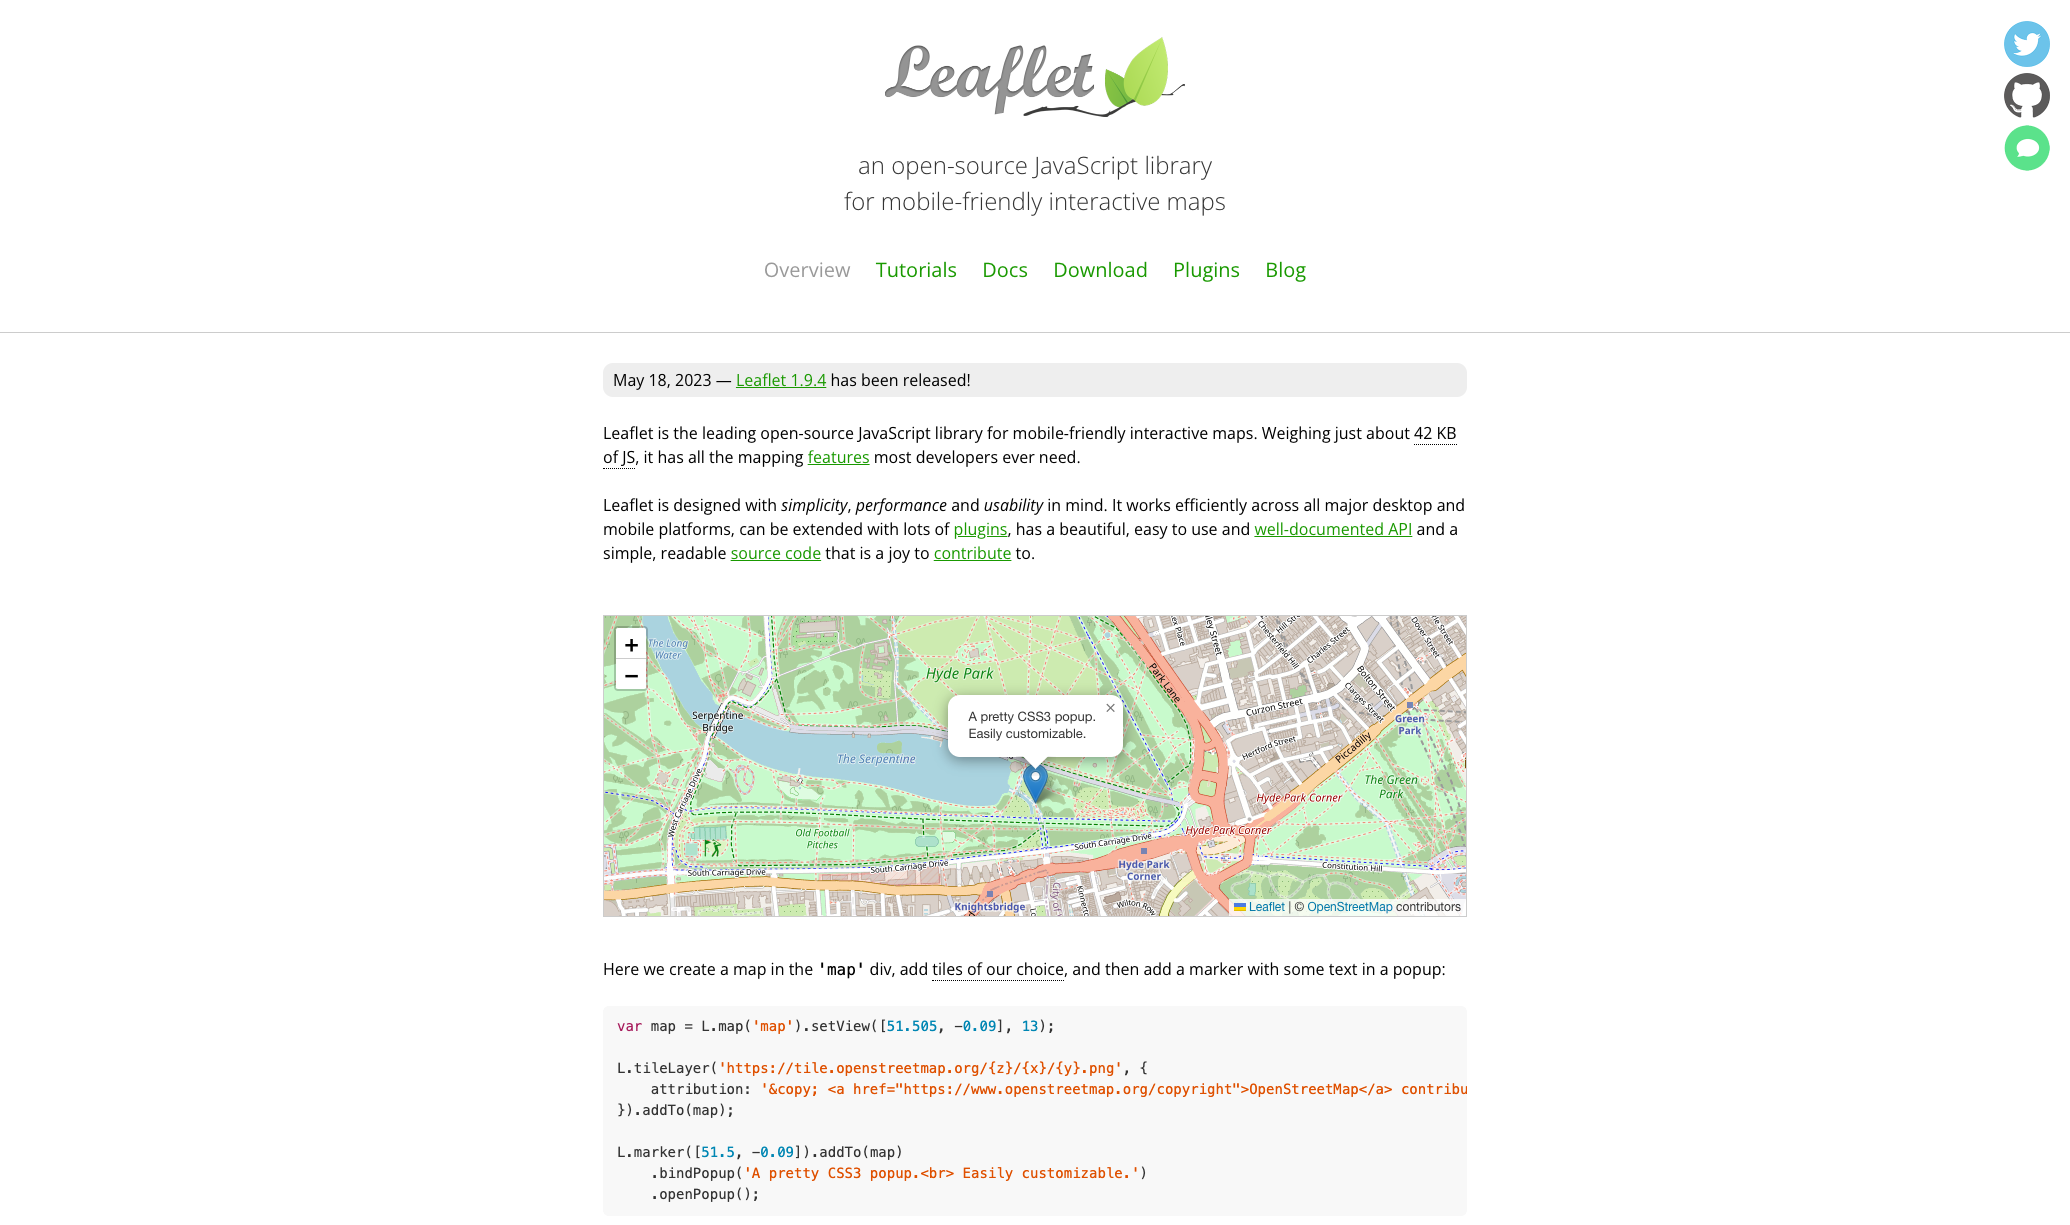 Leaflet
an open-source JavaScript library
for mobile-friendly interactive maps
Overview Tutorials Docs Download Plugins Blog
May 18, 2023 — Leaflet 1.9.4 has been released!
Leaflet is the leading open-source JavaScript library for mobile-friendly interactive maps. Weighing just about 42 KB
of JS, it has all the mapping features most developers ever need.
Leaflet is designed with simplicity, performance and usability in mind. It works efficiently across all major desktop and
mobile platforms, can be extended with lots of plugins, has a beautiful, easy to use and well-documented API and a
simple, readable source code that is a joy to contribute to.
+
−
The Long
Water
Hyde Park
Park Lane
Chesterfield Hill
Charles Street
Dover Street
Bolton Street
Clarges Street
Curzon Street
Serpentine
Bridge
A pretty CSS3 popup.
Easily customizable.
×
Green
Park
Hertford Street
Piccadilly
The Serpentine
The Green
Park
West Carriage Drive
Hyde Park Corner
Old Football
Pitches
Hyde Park Corner
South Carriage Drive
South Carriage Drive
South Carriage Drive
Hyde Park
Corner
Constitution Hill
Knightsbridge
Wilton Row
Leaflet | © OpenStreetMap contributors
Here we create a map in the 'map' div, add tiles of our choice, and then add a marker with some text in a popup:
var map = L.map('map').setView([51.505, -0.09], 13);
L.tileLayer('https://tile.openstreetmap.org/{z}/{x}/{y}.png', {
    attribution: '&copy; <a href="https://www.openstreetmap.org/copyright">OpenStreetMap</a> contribu
}).addTo(map);
L.marker([51.5, -0.09]).addTo(map)
    .bindPopup('A pretty CSS3 popup.<br> Easily customizable.')
    .openPopup();